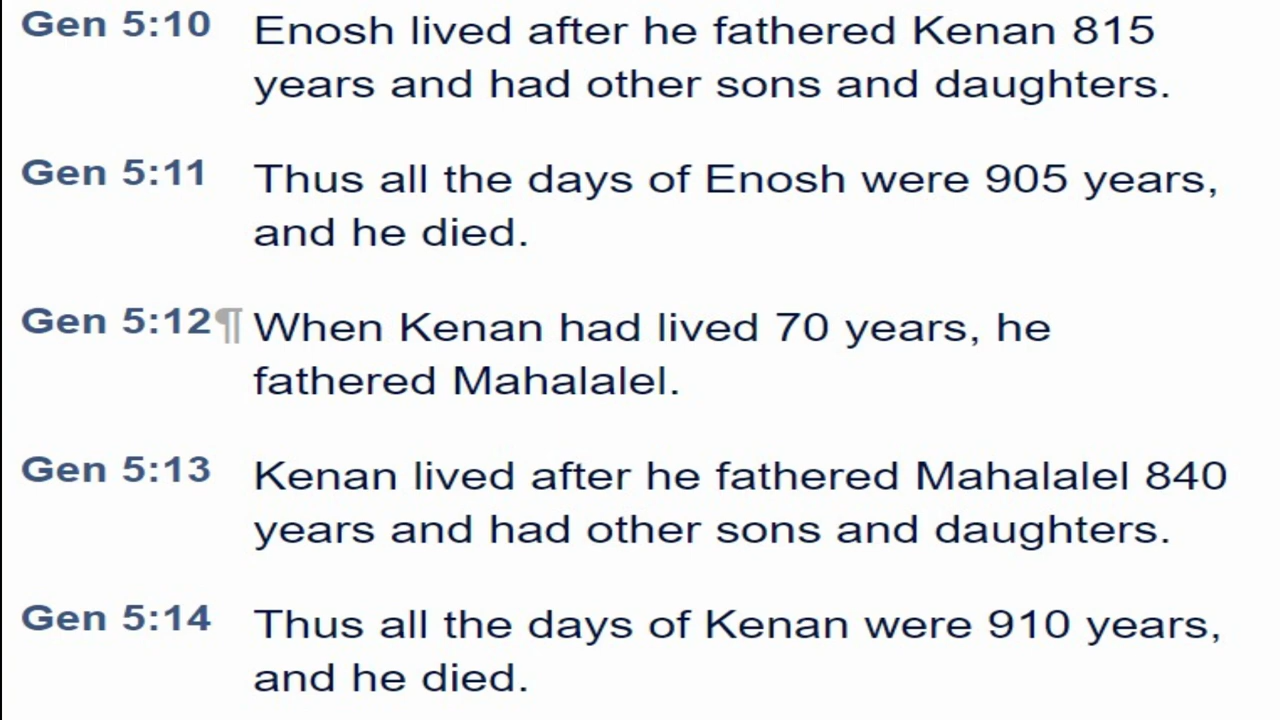 Gen 5:10 Enosh lived after he fathered Kenan 815
years and had other sons and daughters.
Gen 5:11 Thus all the days of Enosh were 905 years,
and he died.
Gen 5:12¶ When Kenan had lived 70 years, he
fathered Mahalalel.
Gen 5:13 Kenan lived after he fathered Mahalalel 840
years and had other sons and daughters.
Gen 5:14 Thus all the days of Kenan were 910 years,
and he died.